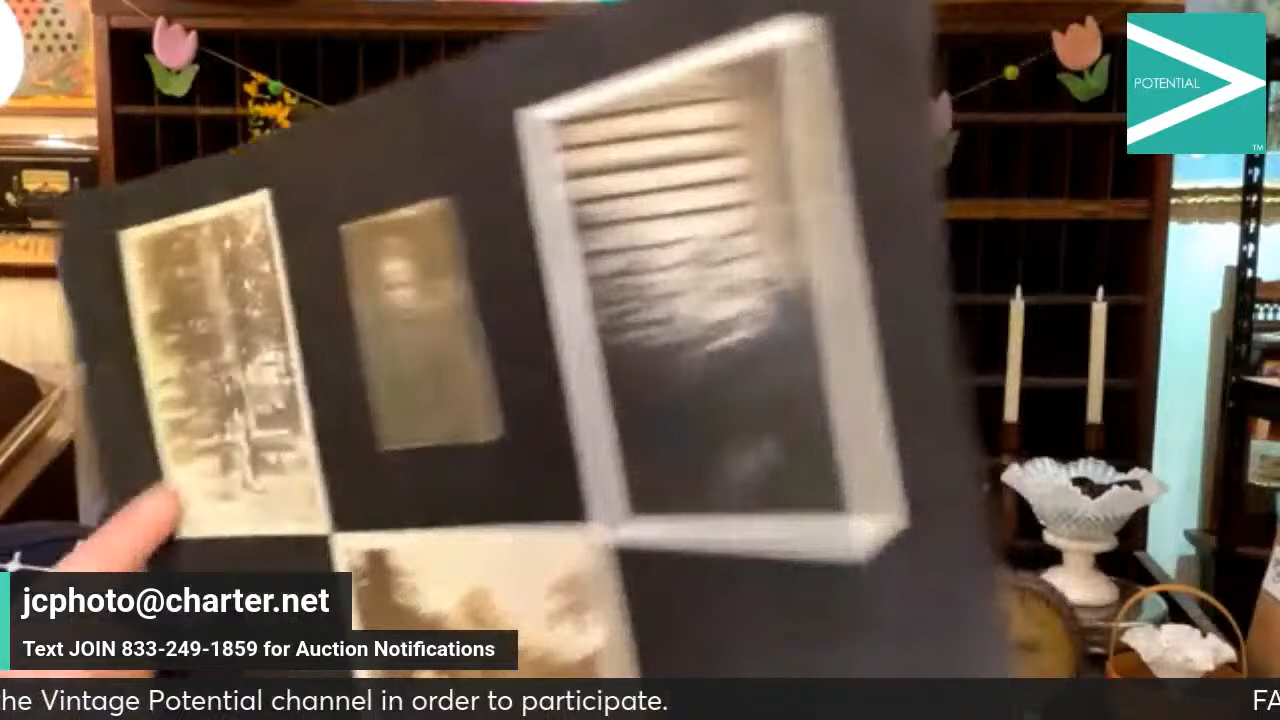 POTENTIAL
TM
jcphoto@charter.net
Text JOIN 833-249-1859 for Auction Notifications
he Vintage Potential channel in order to participate.
FA